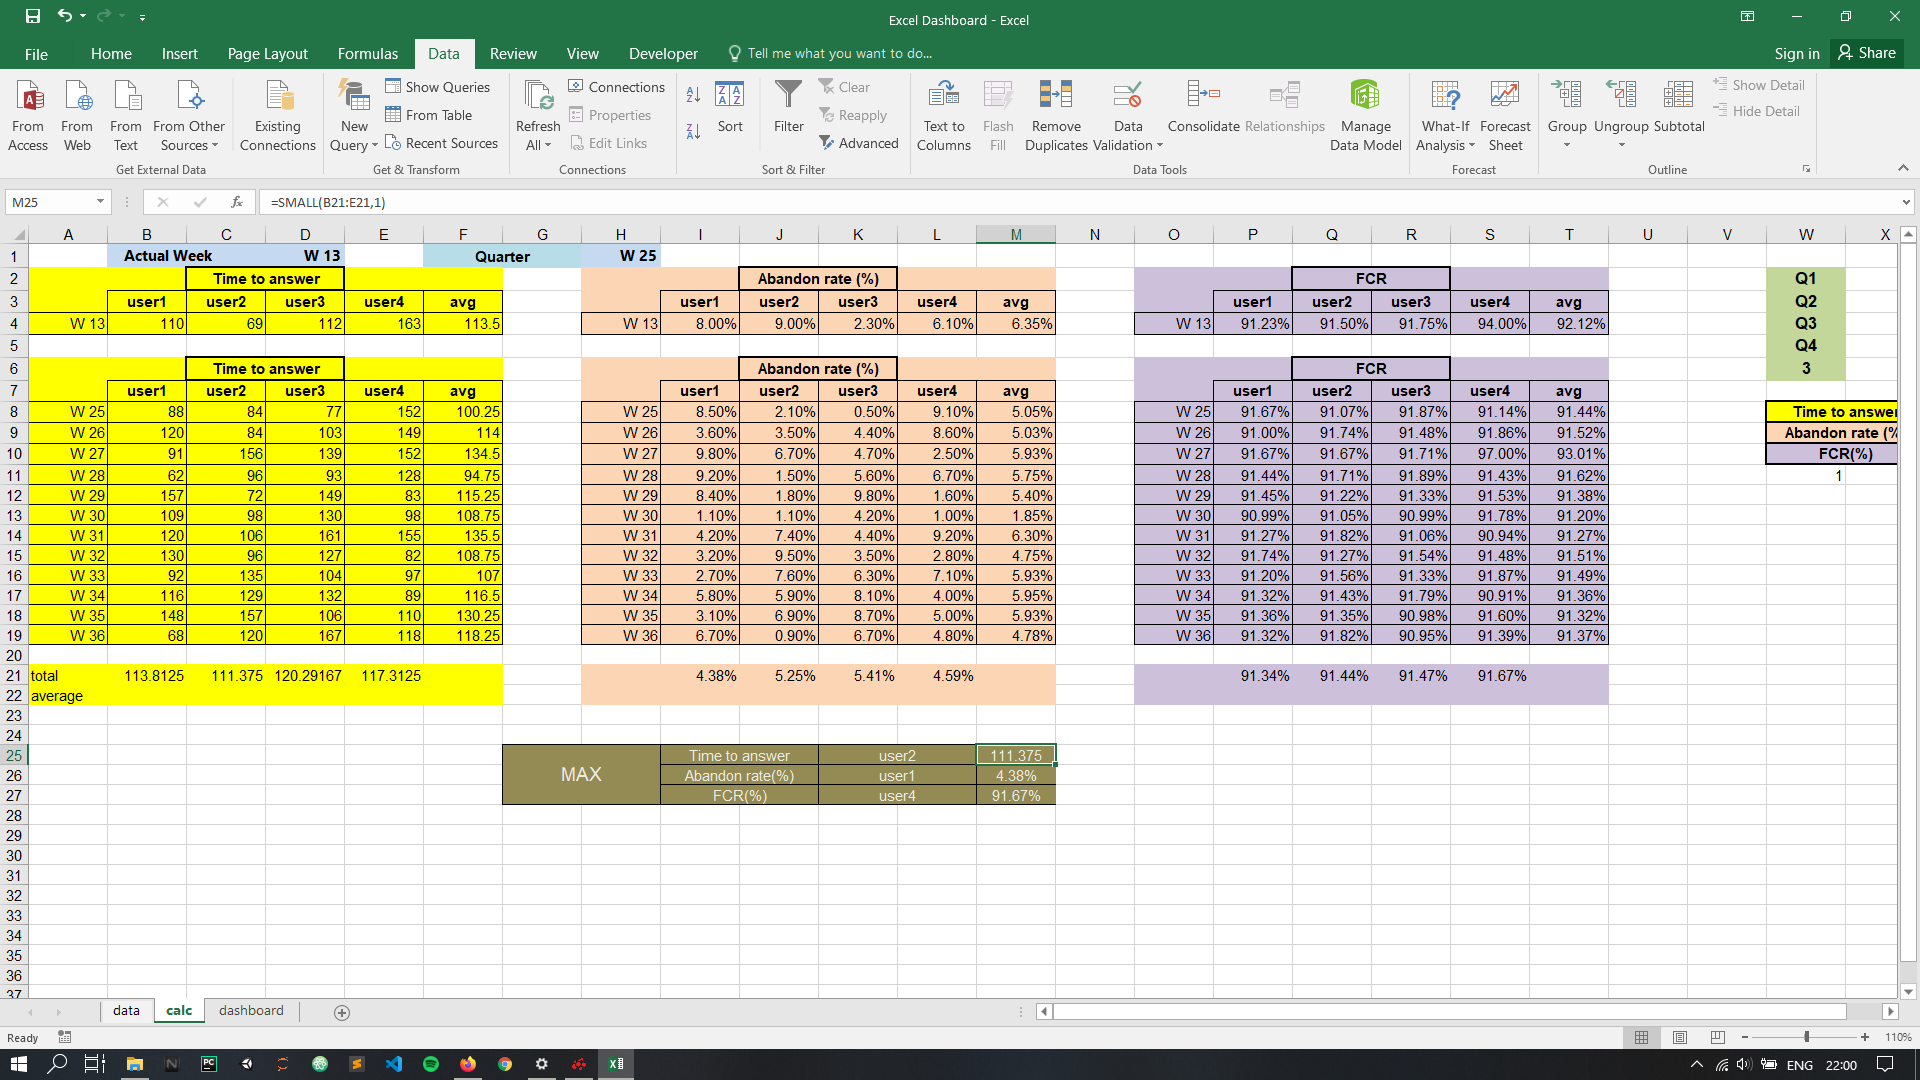 Excel Dashboard - Excel
File Home Insert Page Layout Formulas Data Review View Developer Tell me what you want to do... Sign in Share
From Access From Web From Text From Other Sources Existing Connections New Query Show Queries From Table Recent Sources Refresh All Connections Properties Edit Links Sort Filter Clear Reapply Advanced Text to Columns Flash Fill Remove Duplicates Data Validation Consolidate Relationships Manage Data Model What-If Analysis Forecast Sheet Group Ungroup Subtotal Show Detail Hide Detail
Get External Data Get & Transform Connections Sort & Filter Data Tools Forecast Outline
M25 fx =SMALL(B21:E21,1)
A B C D E F G H I J K L M N O P Q R S T U V W X
1 Actual Week W 13 Quarter W 25
2 Time to answer Abandon rate (%) FCR Q1
3 user1 user2 user3 user4 avg user1 user2 user3 user4 avg user1 user2 user3 user4 avg Q2
4 W 13 110 69 112 163 113.5 W 13 8.00% 9.00% 2.30% 6.10% 6.35% W 13 91.23% 91.50% 91.75% 94.00% 92.12% Q3
5 Q4
6 Time to answer Abandon rate (%) FCR 3
7 user1 user2 user3 user4 avg user1 user2 user3 user4 avg user1 user2 user3 user4 avg
8 W 25 88 84 77 152 100.25 W 25 8.50% 2.10% 0.50% 9.10% 5.05% W 25 91.67% 91.07% 91.87% 91.14% 91.44% Time to answer
9 W 26 120 84 103 149 114 W 26 3.60% 3.50% 4.40% 8.60% 5.03% W 26 91.00% 91.74% 91.48% 91.86% 91.52% Abandon rate (%
10 W 27 91 156 139 152 134.5 W 27 9.80% 6.70% 4.70% 2.50% 5.93% W 27 91.67% 91.67% 91.71% 97.00% 93.01% FCR(%)
11 W 28 62 96 93 128 94.75 W 28 9.20% 1.50% 5.60% 6.70% 5.75% W 28 91.44% 91.71% 91.89% 91.43% 91.62% 1
12 W 29 157 72 149 83 115.25 W 29 8.40% 1.80% 9.80% 1.60% 5.40% W 29 91.45% 91.22% 91.33% 91.53% 91.38%
13 W 30 109 98 130 98 108.75 W 30 1.10% 1.10% 4.20% 1.00% 1.85% W 30 90.99% 91.05% 90.99% 91.78% 91.20%
14 W 31 120 106 161 155 135.5 W 31 4.20% 7.40% 4.40% 9.20% 6.30% W 31 91.27% 91.82% 91.06% 90.94% 91.27%
15 W 32 130 96 127 82 108.75 W 32 3.20% 9.50% 3.50% 2.80% 4.75% W 32 91.74% 91.27% 91.54% 91.48% 91.51%
16 W 33 92 135 104 97 107 W 33 2.70% 7.60% 6.30% 7.10% 5.93% W 33 91.20% 91.56% 91.33% 91.87% 91.49%
17 W 34 116 129 132 89 116.5 W 34 5.80% 5.90% 8.10% 4.00% 5.95% W 34 91.32% 91.43% 91.79% 90.91% 91.36%
18 W 35 148 157 106 110 130.25 W 35 3.10% 6.90% 8.70% 5.00% 5.93% W 35 91.36% 91.35% 90.98% 91.60% 91.32%
19 W 36 68 120 167 118 118.25 W 36 6.70% 0.90% 6.70% 4.80% 4.78% W 36 91.32% 91.82% 90.95% 91.39% 91.37%
20
21 total 113.8125 111.375 120.29167 117.3125 4.38% 5.25% 5.41% 4.59% 91.34% 91.44% 91.47% 91.67%
22 average
23
24
25 Time to answer user2 111.375
26 MAX Abandon rate(%) user1 4.38%
27 FCR(%) user4 91.67%
28
29
30
31
32
33
34
35
36
37
data calc dashboard
Ready 110%
ENG 22:00